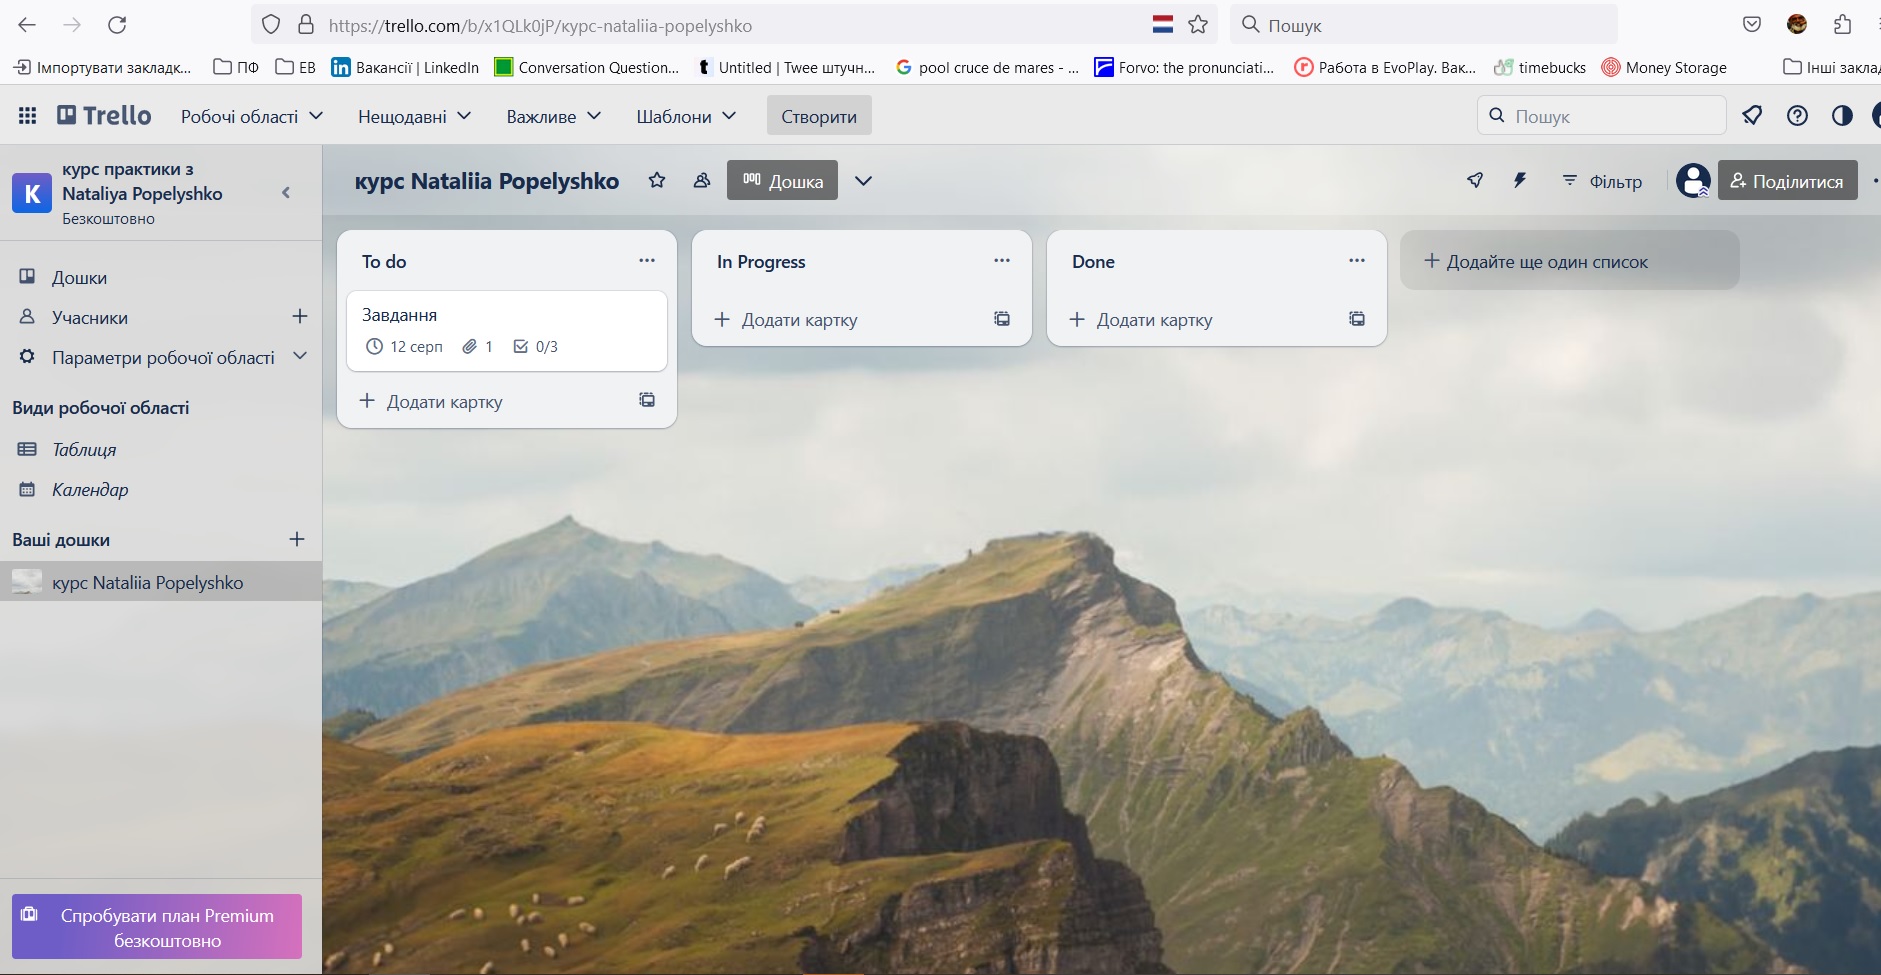 https://trello.com/b/x1QLk0jP/курс-nataliia-popelyshko
Пошук
Імпортувати закладк...
ПФ
ЕВ
Вакансії | LinkedIn
Conversation Question...
Untitled | Twee штучн...
pool cruce de mares - ...
Forvo: the pronunciati...
Работа в EvoPlay. Вак...
timebucks
Money Storage
Інші заклад
Trello
Робочі області
Нещодавні
Важливе
Шаблони
Створити
Пошук
K
курс практики з
Nataliya Popelyshko
Безкоштовно
Дошки
Учасники
Параметри робочої області
Види робочої області
Таблиця
Календар
Ваші дошки
курс Nataliia Popelyshko
Спробувати план Premium
безкоштовно
курс Nataliia Popelyshko
Дошка
Фільтр
Поділитися
To do
Завдання
12 серп 1 0/3
Додати картку
In Progress
Додати картку
Done
Додати картку
Додайте ще один список